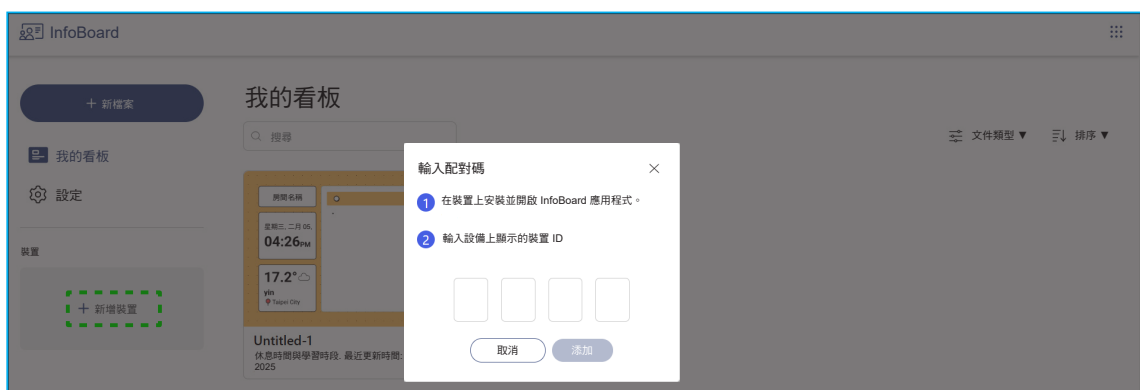 InfoBoard
+ 新檔案
我的看板
設定
裝置
+ 新增裝置
我的看板
搜尋
文件類型 ▼
排序 ▼
房間名稱
星期三, 二月 05,
04:26PM
17.2°
yin
Taipei City
Untitled-1
休息時間與學習時段. 最近更新時間:
2025
輸入配對碼
1 在裝置上安裝並開啟 InfoBoard 應用程式。
2 輸入設備上顯示的裝置 ID
取消
添加